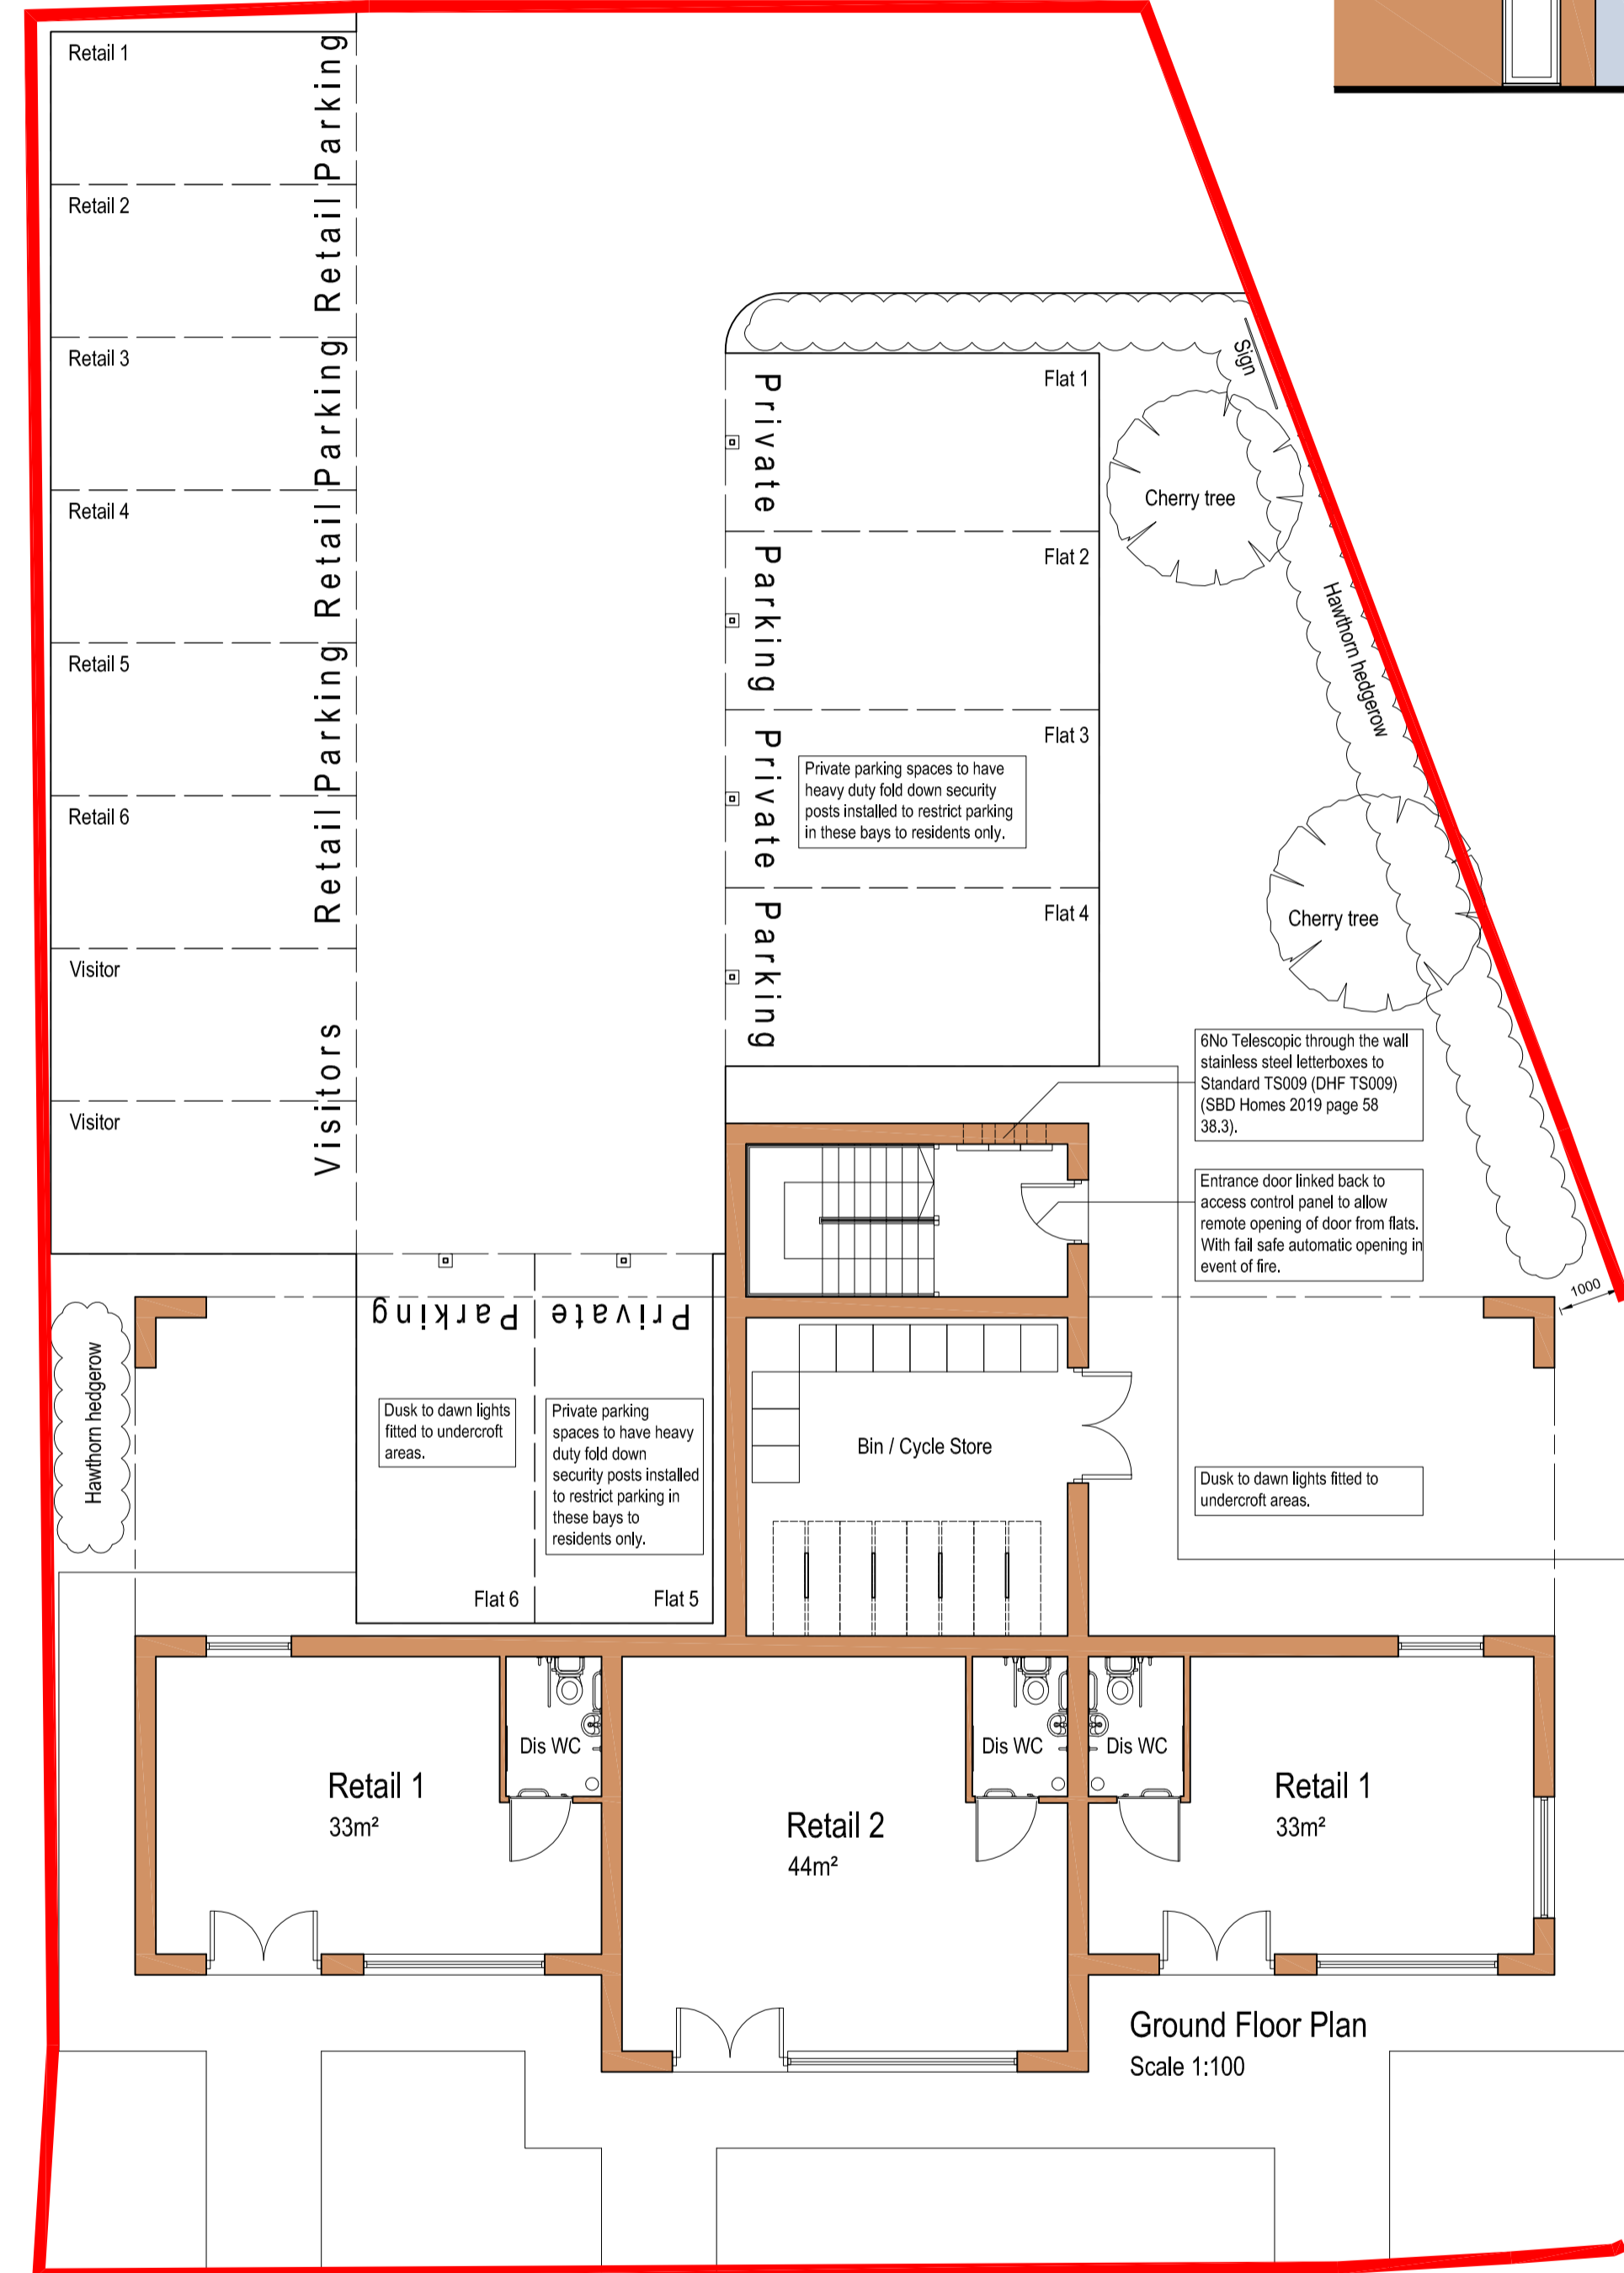 Retail 1
Retail 2
Retail 3
Retail 4
Retail 5
Retail 6
Visitor
Visitor
Retail Parking
Retail Parking
Retail Parking
Visitors
Sign
Flat 1
Flat 2
Flat 3
Flat 4
Private Parking
Private Parking
Private parking spaces to have
heavy duty fold down security
posts installed to restrict parking
in these bays to residents only.
Cherry tree
Hawthorn hedgerow
Cherry tree
6No Telescopic through the wall
stainless steel letterboxes to
Standard TS009 (DHF TS009)
(SBD Homes 2019 page 58
38.3).
Entrance door linked back to
access control panel to allow
remote opening of door from flats.
With fail safe automatic opening in
event of fire.
1000
Hawthorn hedgerow
Private Parking
Dusk to dawn lights
fitted to undercroft
areas.
Private parking
spaces to have heavy
duty fold down
security posts installed
to restrict parking in
these bays to
residents only.
Flat 6
Flat 5
Bin / Cycle Store
Dusk to dawn lights fitted to
undercroft areas.
Dis WC
Dis WC
Dis WC
Retail 1
33m²
Retail 2
44m²
Retail 1
33m²
Ground Floor Plan
Scale 1:100